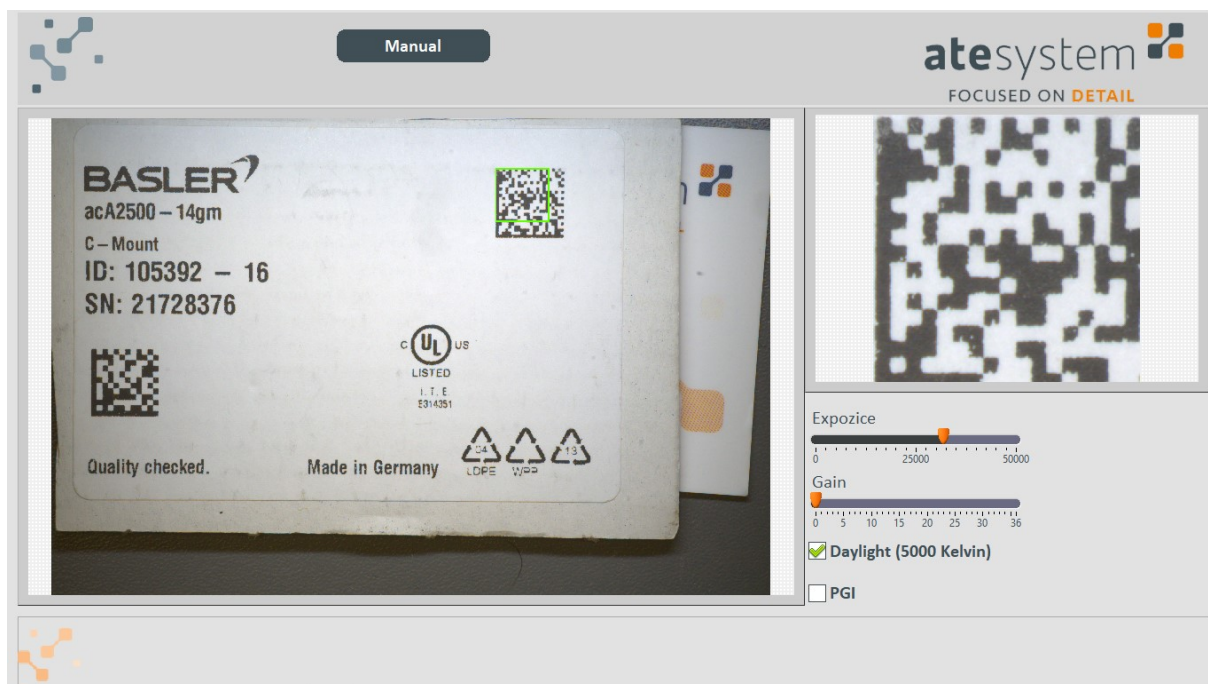 Manual
atesystem
FOCUSED ON DETAIL
BASLER
acA2500 – 14gm
C – Mount
ID: 105392 – 16
SN: 21728376
C UL US
LISTED
I. T. E.
E314351
Quality checked.
Made in Germany
04 13
LDPE WPP
Expozice
0 25000 50000
Gain
0 5 10 15 20 25 30 36
Daylight (5000 Kelvin)
PGI